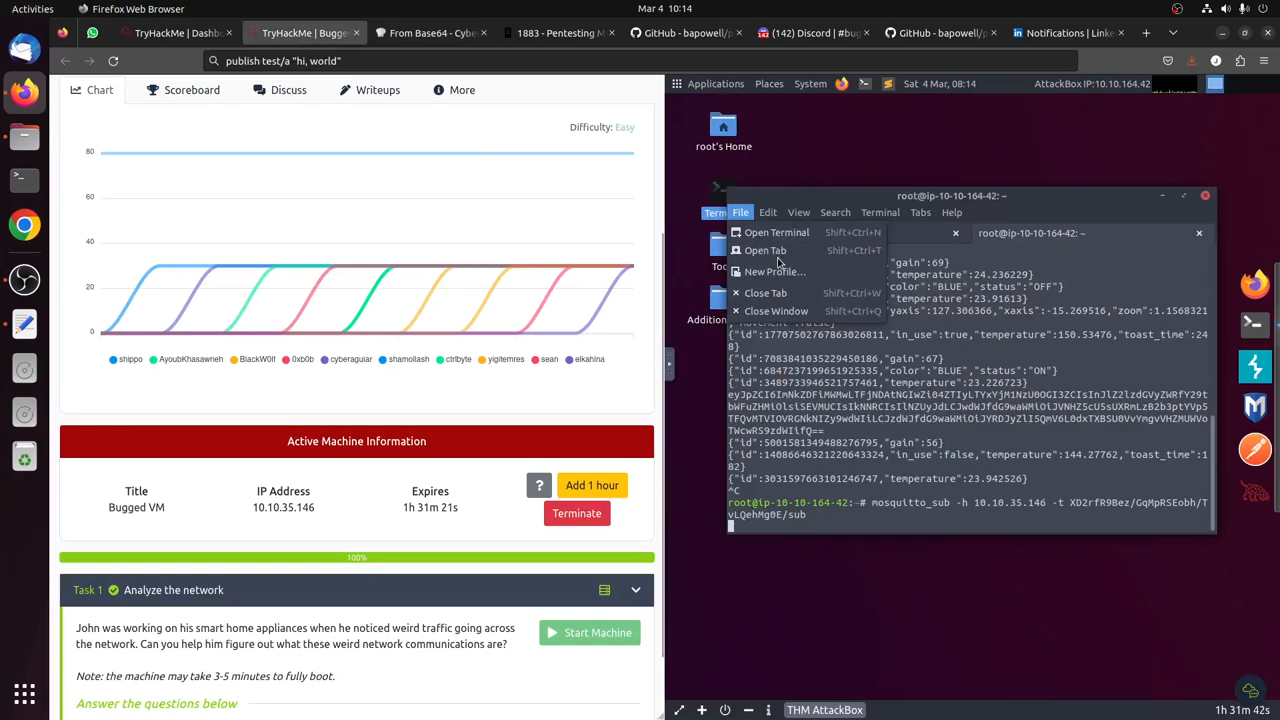 Activities
Firefox Web Browser
Mar 4 10:14
TryHackMe | Dashb
TryHackMe | Bugge
From Base64 - Cybe
1883 - Pentesting M
GitHub - bapowell/p
(142) Discord | #bug
GitHub - bapowell/p
Notifications | Linke
publish test/a "hi, world"
Chart
Scoreboard
Discuss
Writeups
More
Difficulty: Easy
80
60
40
20
0
shippo
AyoubKhasawneh
BlackW0lf
0xb0b
cyberaguiar
shamollash
ctrlbyte
yigitemres
sean
elkahina
Active Machine Information
Title
IP Address
Expires
Bugged VM
10.10.35.146
1h 31m 21s
?
Add 1 hour
Terminate
100%
Task 1
Analyze the network
John was working on his smart home appliances when he noticed weird traffic going across
the network. Can you help him figure out what these weird network communications are?
Start Machine
Note: the machine may take 3-5 minutes to fully boot.
Answer the questions below
Applications
Places
System
Sat 4 Mar, 08:14
AttackBox IP:10.10.164.42
root's Home
Term
Too
Addition
root@ip-10-10-164-42: ~
File
Edit
View
Search
Terminal
Tabs
Help
Open Terminal Shift+Ctrl+N
Open Tab Shift+Ctrl+T
New Profile...
Close Tab Shift+Ctrl+W
Close Window Shift+Ctrl+Q
root@ip-10-10-164-42: ~
"gain":69}
"temperature":24.236229}
"color":"BLUE","status":"OFF"}
"temperature":23.91613}
"yaxis":127.306366,"xaxis":-15.269516,"zoom":1.1568321,
{"id":17707502767863026811,"in_use":true,"temperature":150.53476,"toast_time":24
8}
{"id":7083841035229450186,"gain":67}
{"id":6847237199651925335,"color":"BLUE","status":"ON"}
{"id":3489733946521757461,"temperature":23.226723}
{"id":5001581349488276795,"gain":56}
{"id":14086646321220643324,"in_use":false,"temperature":144.27762,"toast_time":1
82}
{"id":3031597663101246747,"temperature":23.942526}
^C
root@ip-10-10-164-42:~# mosquitto_sub -h 10.10.35.146 -t XD2rfR9Bez/GqMpRSEobh/T
vLQehMg0E/sub
THM AttackBox
1h 31m 42s